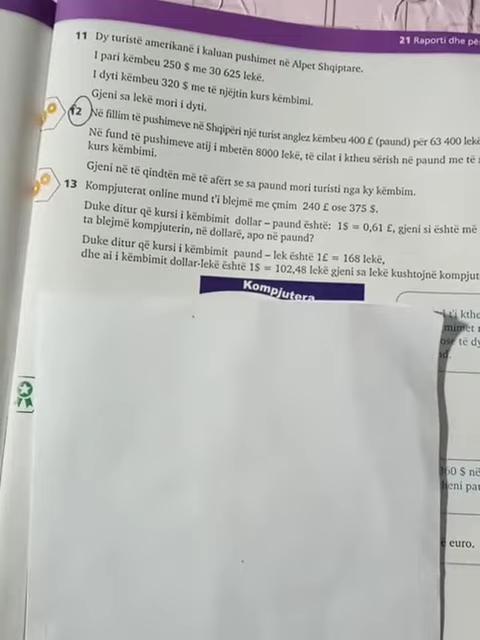 21 Raporti dhe
11 Dy turistë amerikanë i kaluan pushimet në Alpet Shqiptare.
I pari këmbeu 250 $ me 30 625 lekë.
I dyti këmbeu 320 $ me të njëjtin kurs këmbimi.
Gjeni sa lekë mori i dyti.
12 Në fillim të pushimeve në Shqipëri një turist anglez këmbeu 400 £ (paund) për 63 400 lekë
Në fund të pushimeve atij i mbetën 8000 lekë, të cilat i ktheu sërish në paund me të
kurs këmbimi.
Gjeni në të qindtën më të afërt se sa paund mori turisti nga ky këmbim.
13 Kompjuterat online mund t'i blejmë me çmim 240 £ ose 375 $.
Duke ditur që kursi i këmbimit dollar – paund është: 1$ = 0,61 £, gjeni si është më
ta blejmë kompjuterin, në dollarë, apo në paund?
Duke ditur që kursi i këmbimit paund – lek është 1£ = 168 lekë,
dhe ai i këmbimit dollar-lekë është 1$ = 102,48 lekë gjeni sa lekë kushtojnë kompjut
Kompjutera
t'i kthe
ose të dy
360 $ në
euro.